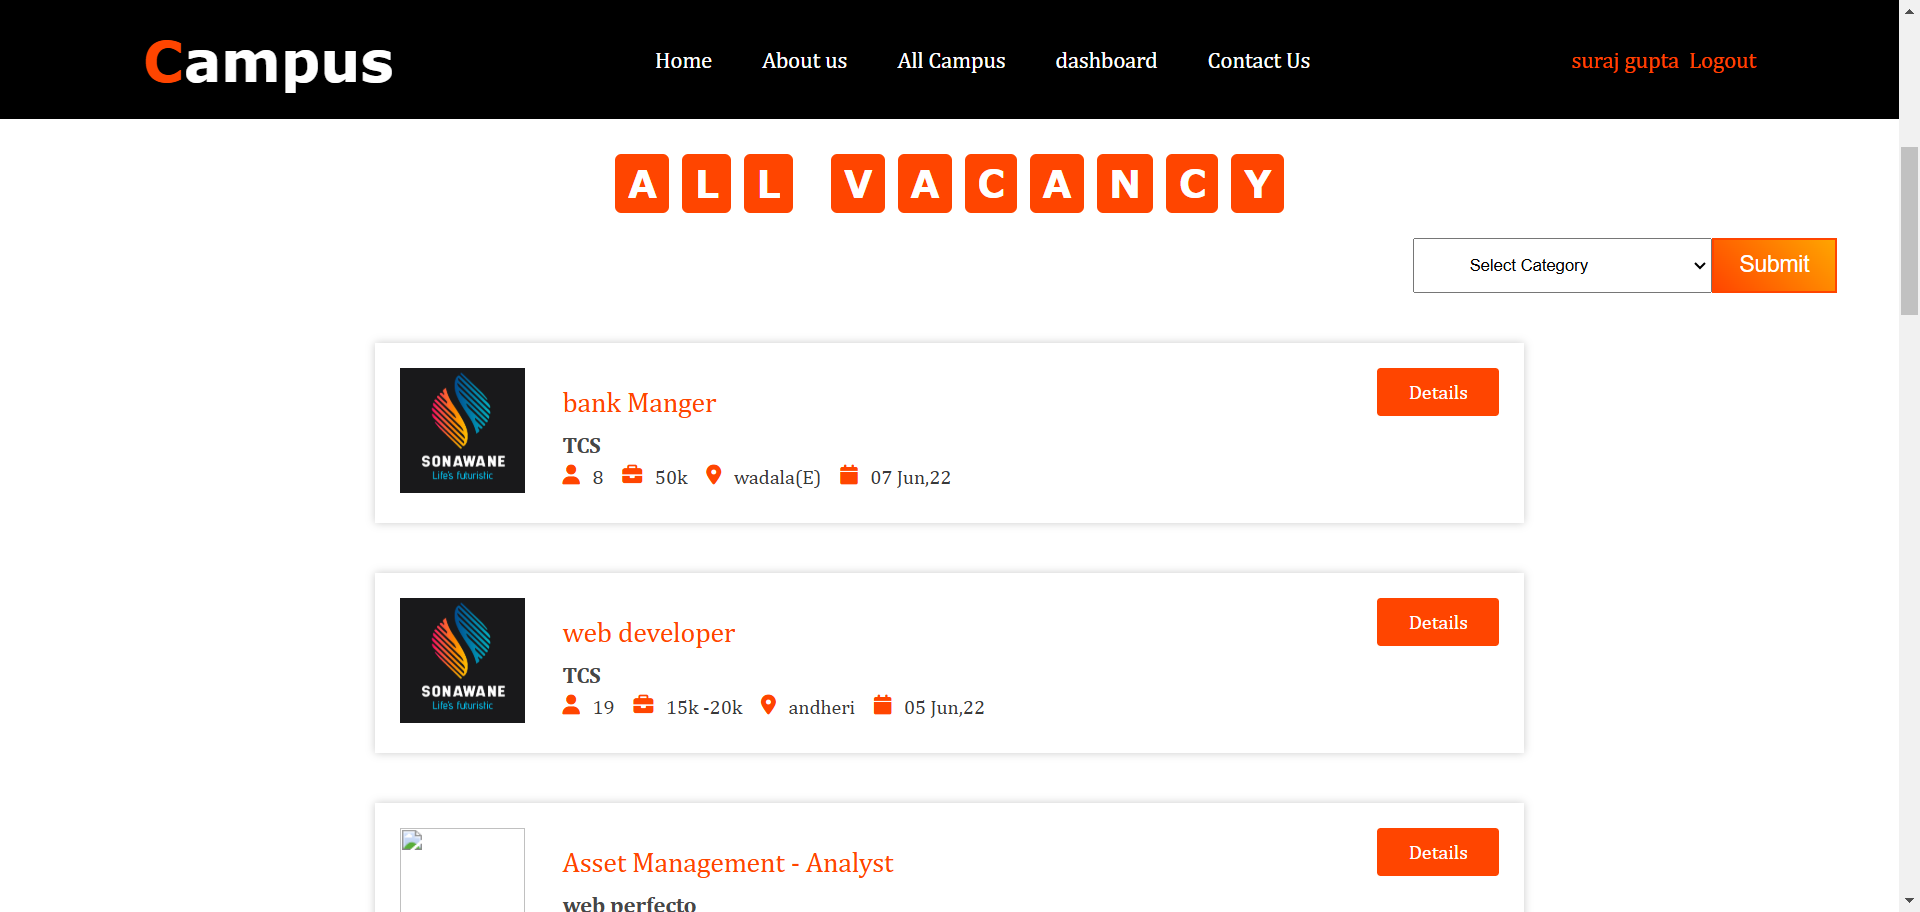 Campus
Home About us All Campus dashboard Contact Us
suraj gupta Logout
ALL VACANCY
Select Category Submit
SONAWANE
Life's futuristic
bank Manger
TCS
8 50k wadala(E) 07 Jun,22
Details
SONAWANE
Life's futuristic
web developer
TCS
19 15k -20k andheri 05 Jun,22
Details
Asset Management - Analyst
web perfecto
Details